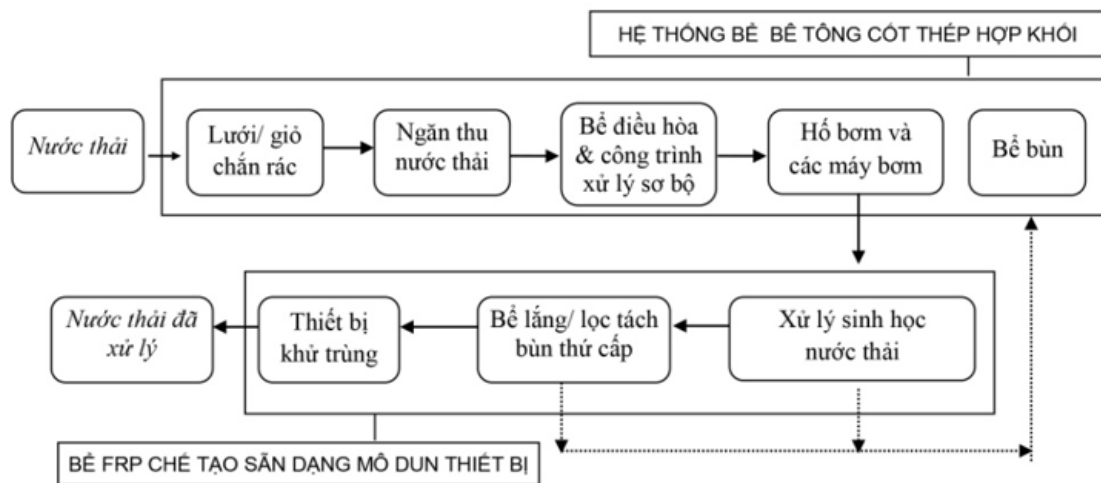 HỆ THỐNG BỂ BÊ TÔNG CỐT THÉP HỢP KHỐI
Nước thải
Lưới/ giỏ
chắn rác
Ngăn thu
nước thải
Bể điều hòa
& công trình
xử lý sơ bộ
Hố bơm và
các máy bơm
Bể bùn
Nước thải đã
xử lý
Thiết bị
khử trùng
Bể lắng/ lọc tách
bùn thứ cấp
Xử lý sinh học
nước thải
BỂ FRP CHẾ TẠO SẴN DẠNG MÔ DUN THIẾT BỊ